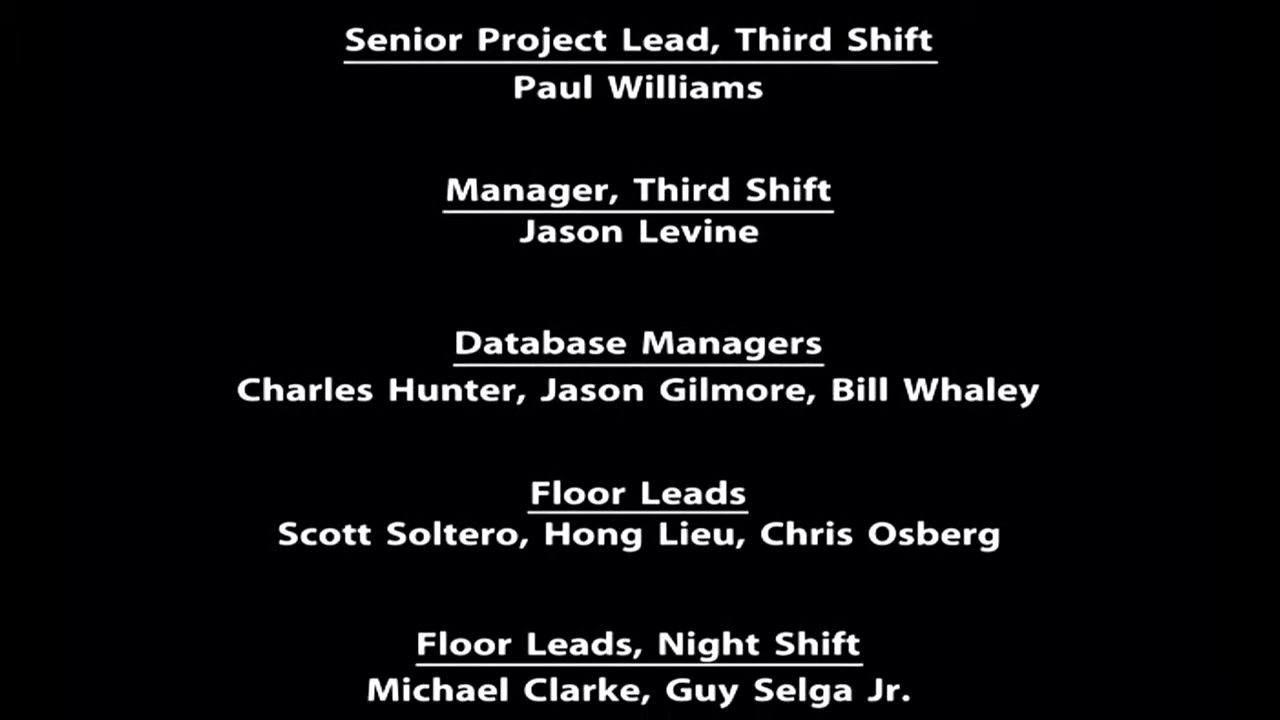 Senior Project Lead, Third Shift
Paul Williams
Manager, Third Shift
Jason Levine
Database Managers
Charles Hunter, Jason Gilmore, Bill Whaley
Floor Leads
Scott Soltero, Hong Lieu, Chris Osberg
Floor Leads, Night Shift
Michael Clarke, Guy Selga Jr.